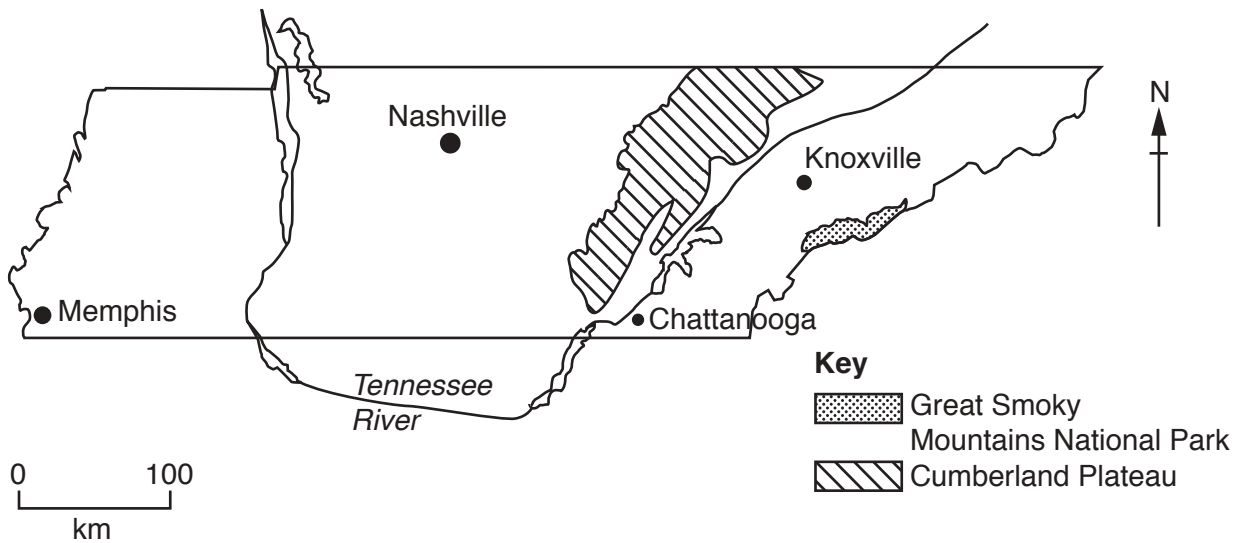 Nashville
N
Knoxville
Memphis
Chattanooga
Key
Tennessee
River
Great Smoky
Mountains National Park
Cumberland Plateau
0 100
km